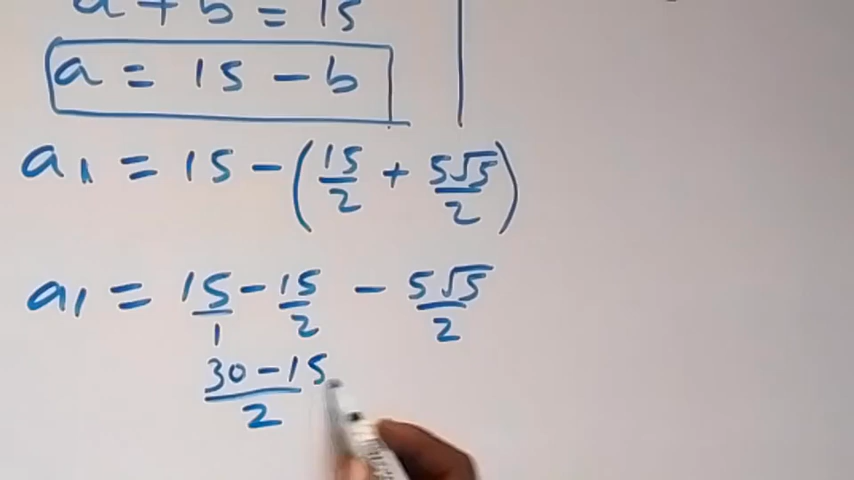 a + b = 15
a = 15 - b
a₁ = 15 - (15/2 + 5√5/2)
a₁ = 15/1 - 15/2 - 5√5/2
30 - 15/2